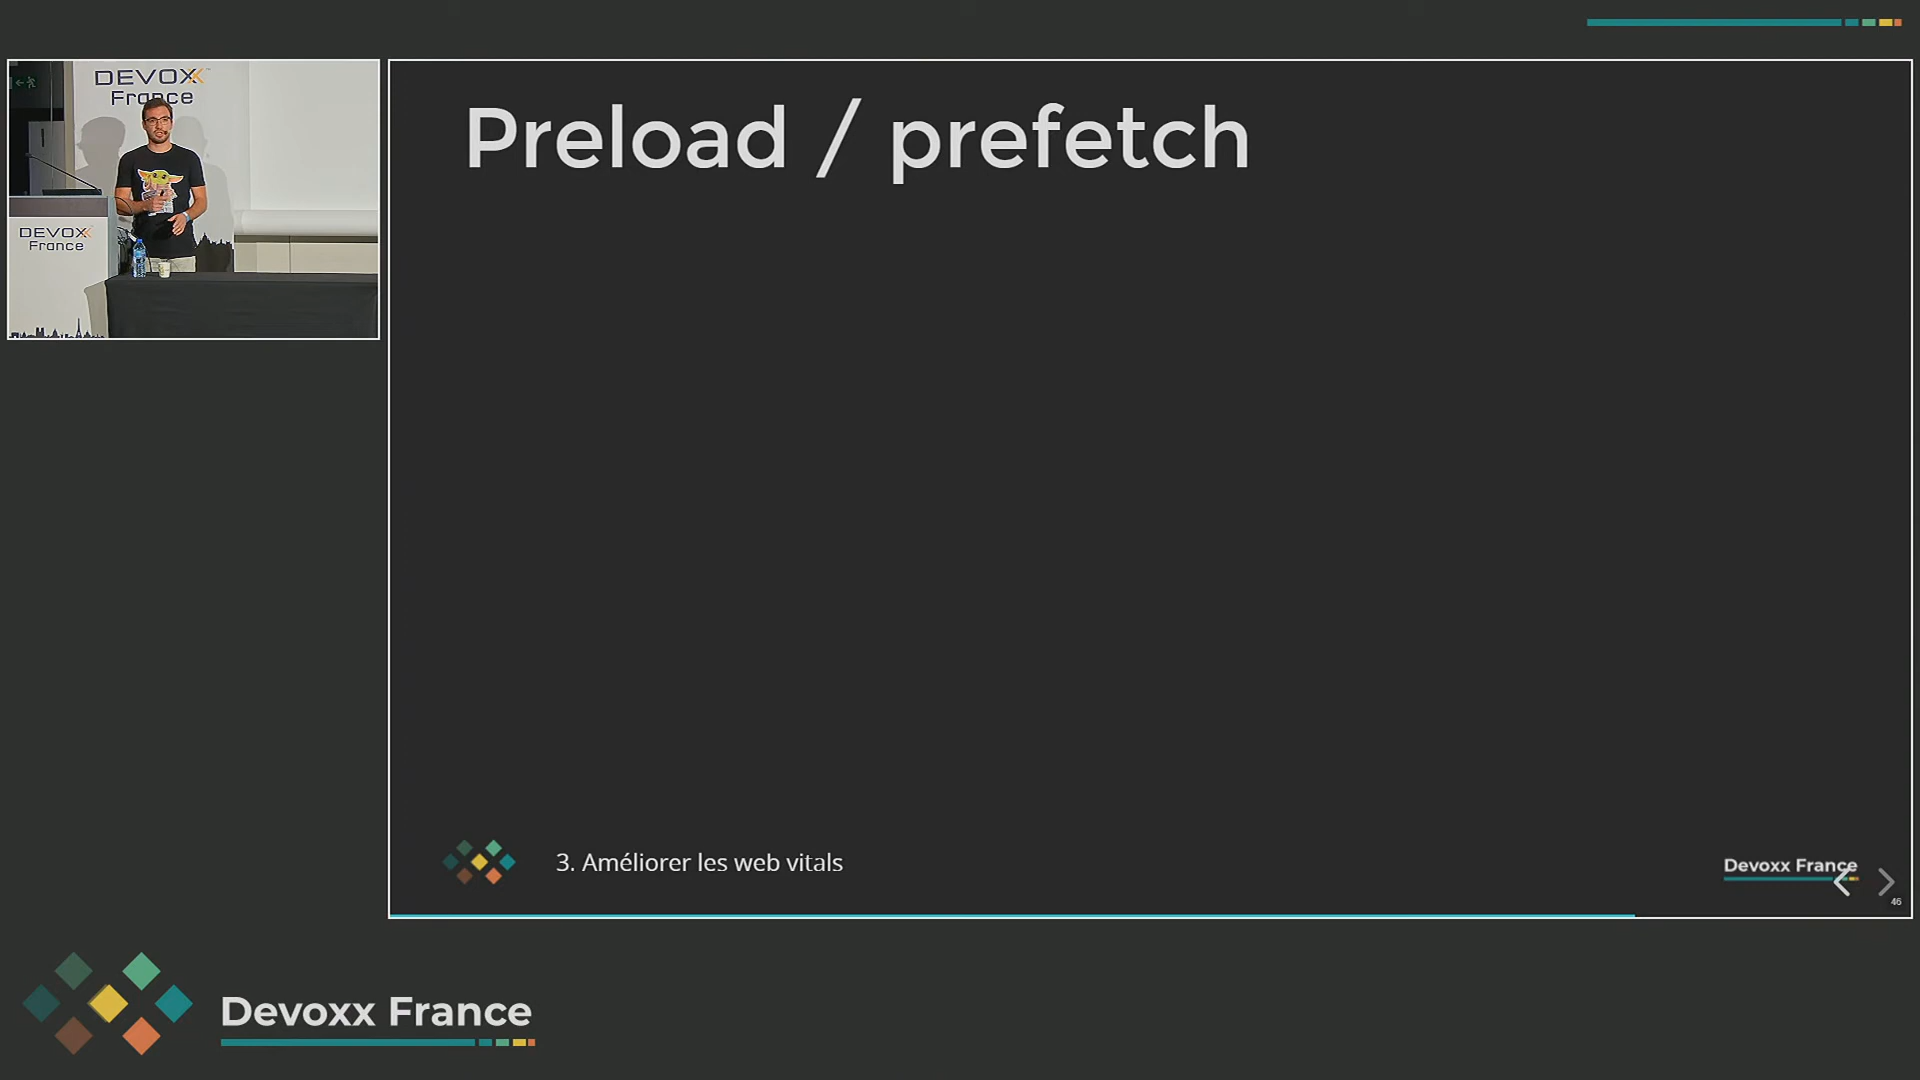 DEVOXX
France
DEVOXX
France
Preload / prefetch
3. Améliorer les web vitals
Devoxx France
46
Devoxx France